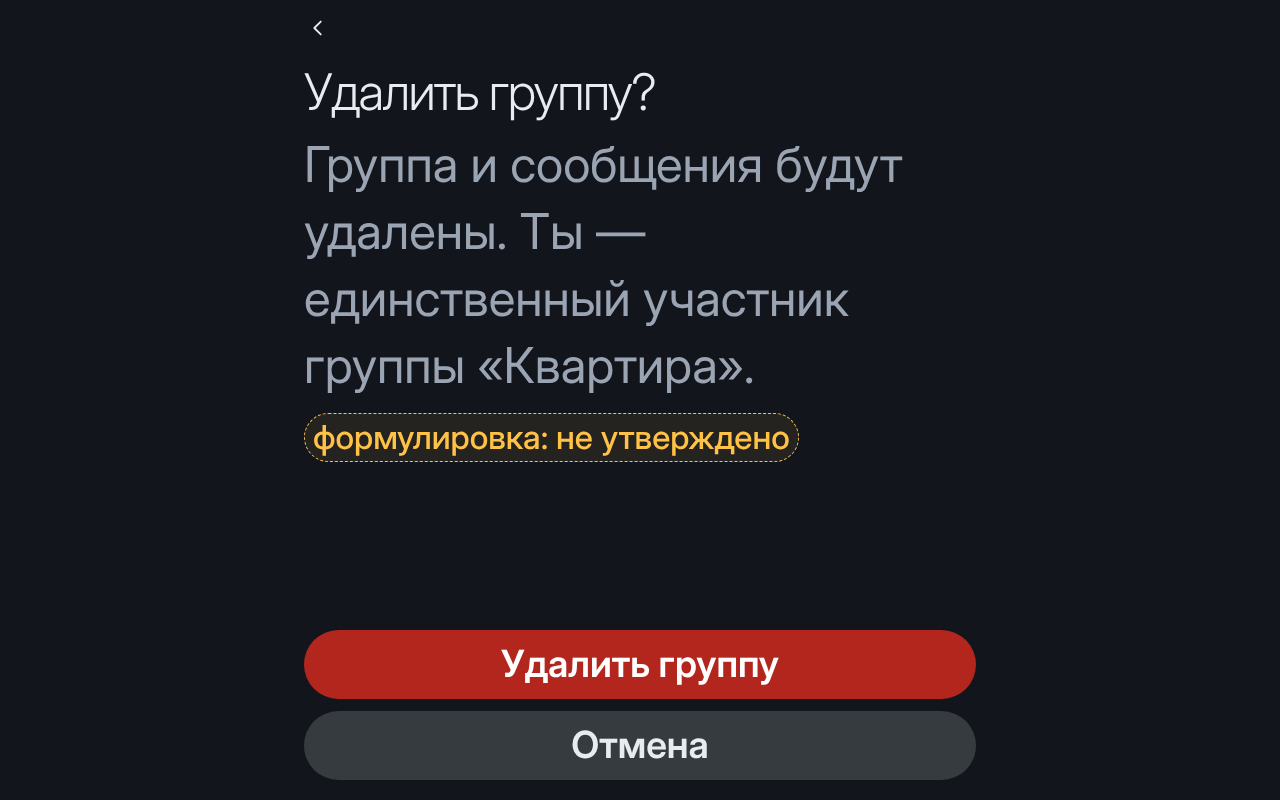 Удалить группу?
Группа и сообщения будут
удалены. Ты —
единственный участник
группы «Квартира».
формулировка: не утверждено
Удалить группу
Отмена